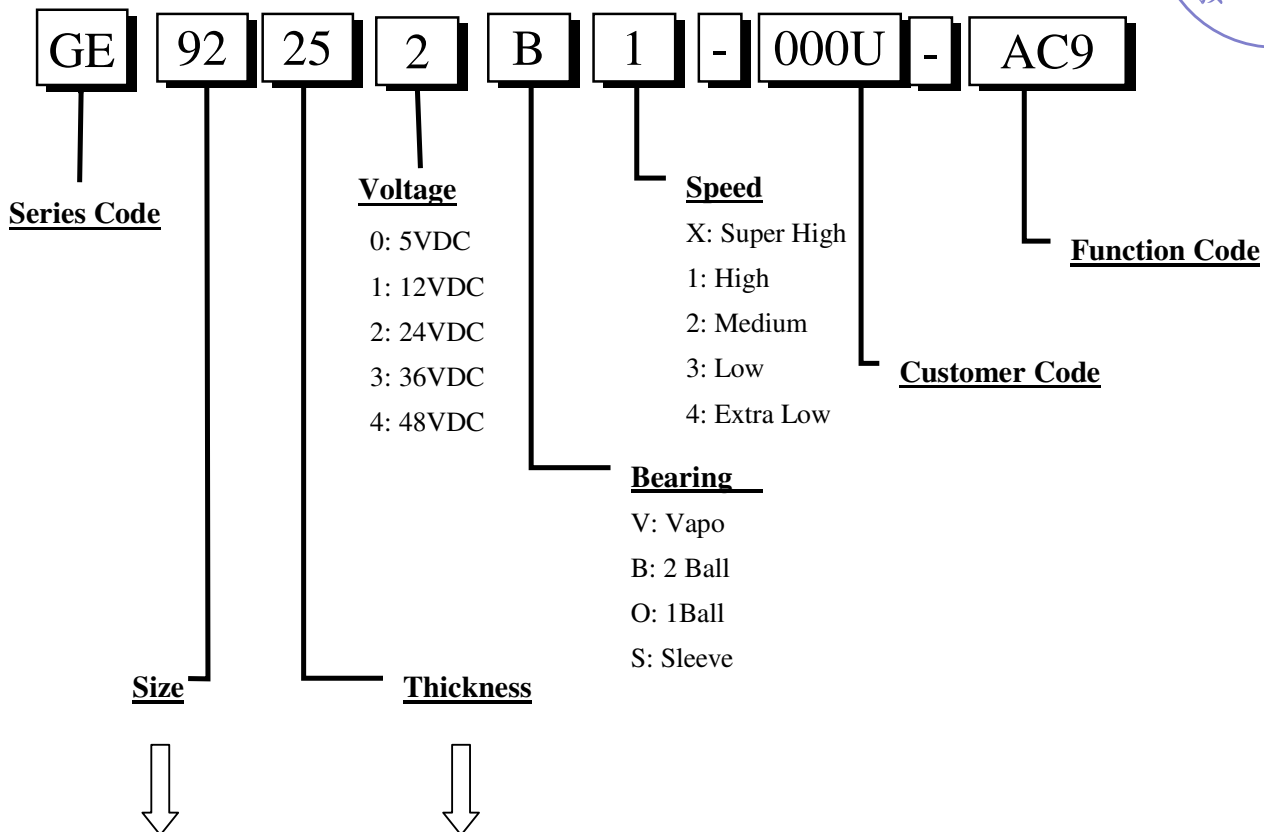 GE 92 25 2 B 1 - 000U - AC9
Series Code
Voltage
0: 5VDC
1: 12VDC
2: 24VDC
3: 36VDC
4: 48VDC
Speed
X: Super High
1: High
2: Medium
3: Low
4: Extra Low
Function Code
Customer Code
Bearing
V: Vapo
B: 2 Ball
O: 1Ball
S: Sleeve
Size
Thickness